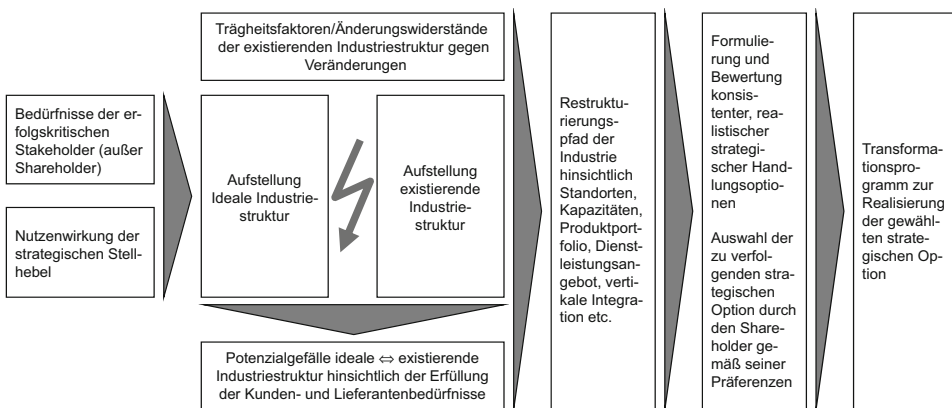 Bedürfnisse der er-
folgskritischen
Stakeholder (außer
Shareholder)
Nutzenwirkung der
strategischen Stell-
hebel
Trägheitsfaktoren/Änderungswiderstände
der existierenden Industriestruktur gegen
Veränderungen
Aufstellung
Ideale Industrie-
struktur
Aufstellung
existierende
Industrie-
struktur
Potenzialgefälle ideale ⇔ existierende
Industriestruktur hinsichtlich der Erfüllung
der Kunden- und Lieferantenbedürfnisse
Restruktu-
rierungs-
pfad der
Industrie
hinsichtlich
Standorten,
Kapazitäten,
Produktport-
folio, Dienst-
leistungsan-
gebot, verti-
kale Integra-
tion etc.
Formulie-
rung und
Bewertung
konsis-
tenter, rea-
listischer
strateg-
ischer Hand-
lungsoptio-
nen
Auswahl der
zu verfol-
genden stra-
tegischen
Option durch
den Share-
holder ge-
mäß seiner
Präferenzen
Transforma-
tionspro-
gramm zur
Realisierung
der gewähl-
ten strate-
gischen Op-
tion